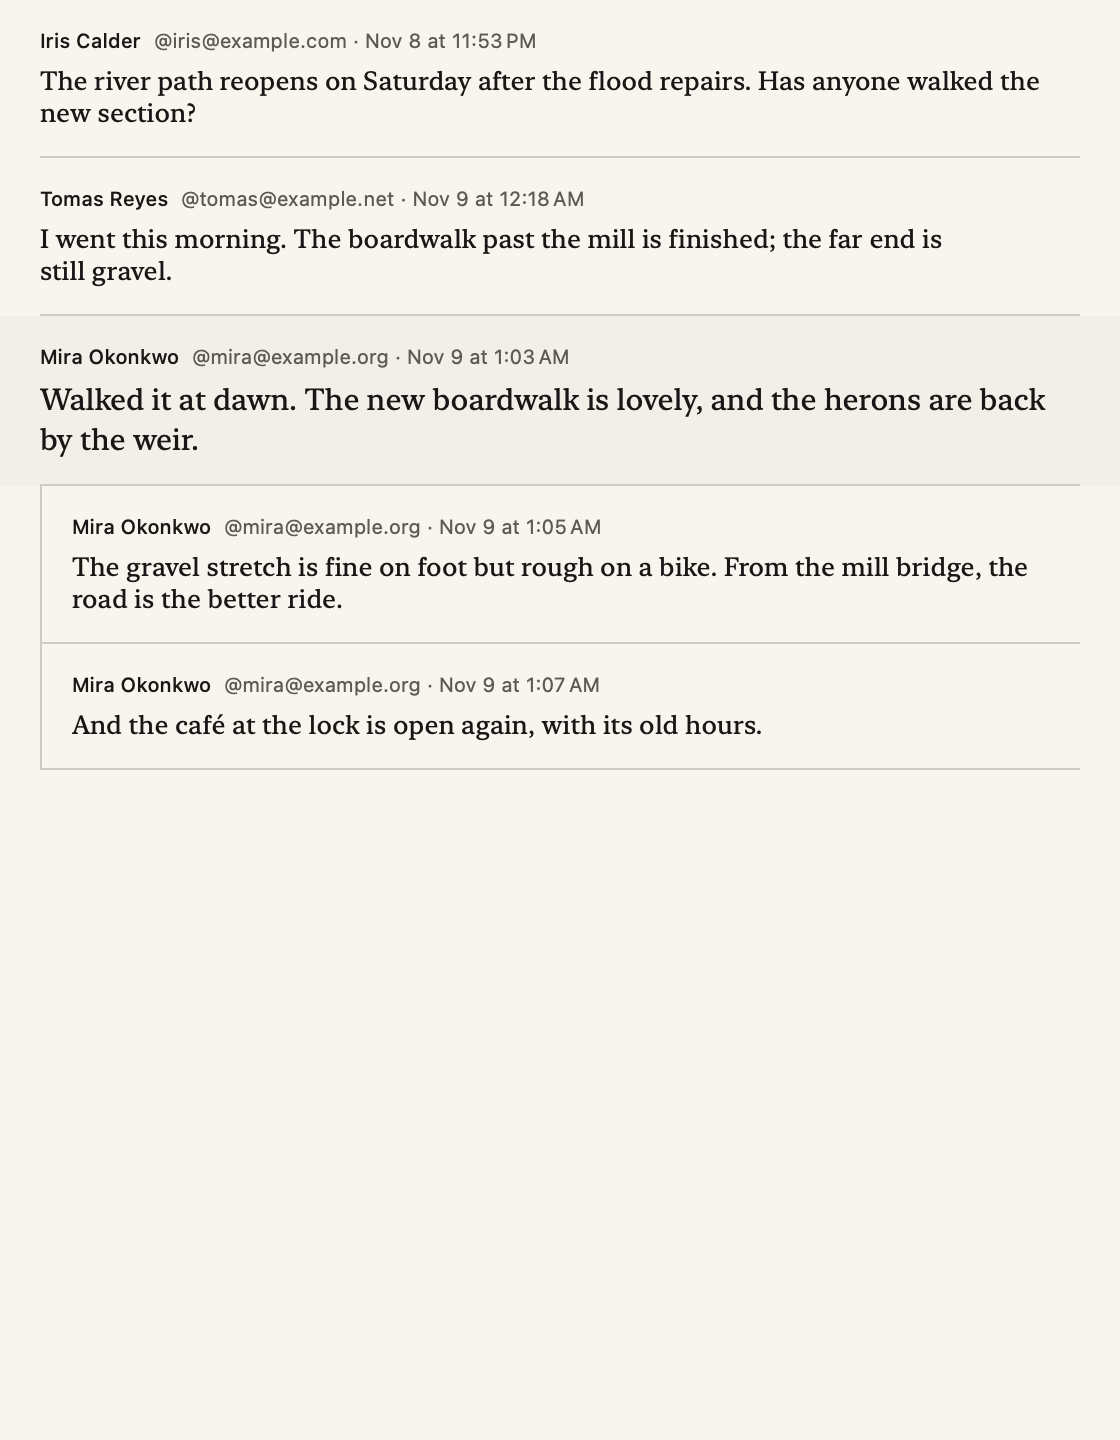 Iris Calder @iris@example.com · Nov 8 at 11:53 PM
The river path reopens on Saturday after the flood repairs. Has anyone walked the
new section?
Tomas Reyes @tomas@example.net · Nov 9 at 12:18 AM
I went this morning. The boardwalk past the mill is finished; the far end is
still gravel.
Mira Okonkwo @mira@example.org · Nov 9 at 1:03 AM
Walked it at dawn. The new boardwalk is lovely, and the herons are back
by the weir.
Mira Okonkwo @mira@example.org · Nov 9 at 1:05 AM
The gravel stretch is fine on foot but rough on a bike. From the mill bridge, the
road is the better ride.
Mira Okonkwo @mira@example.org · Nov 9 at 1:07 AM
And the café at the lock is open again, with its old hours.